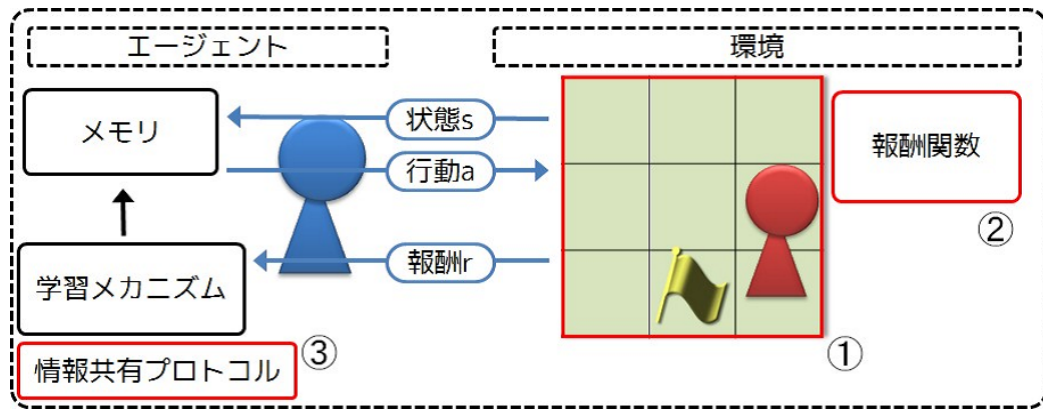 エージェント
環境
メモリ
状態s
行動a
報酬関数
②
報酬r
学習メカニズム
情報共有プロトコル
③
①